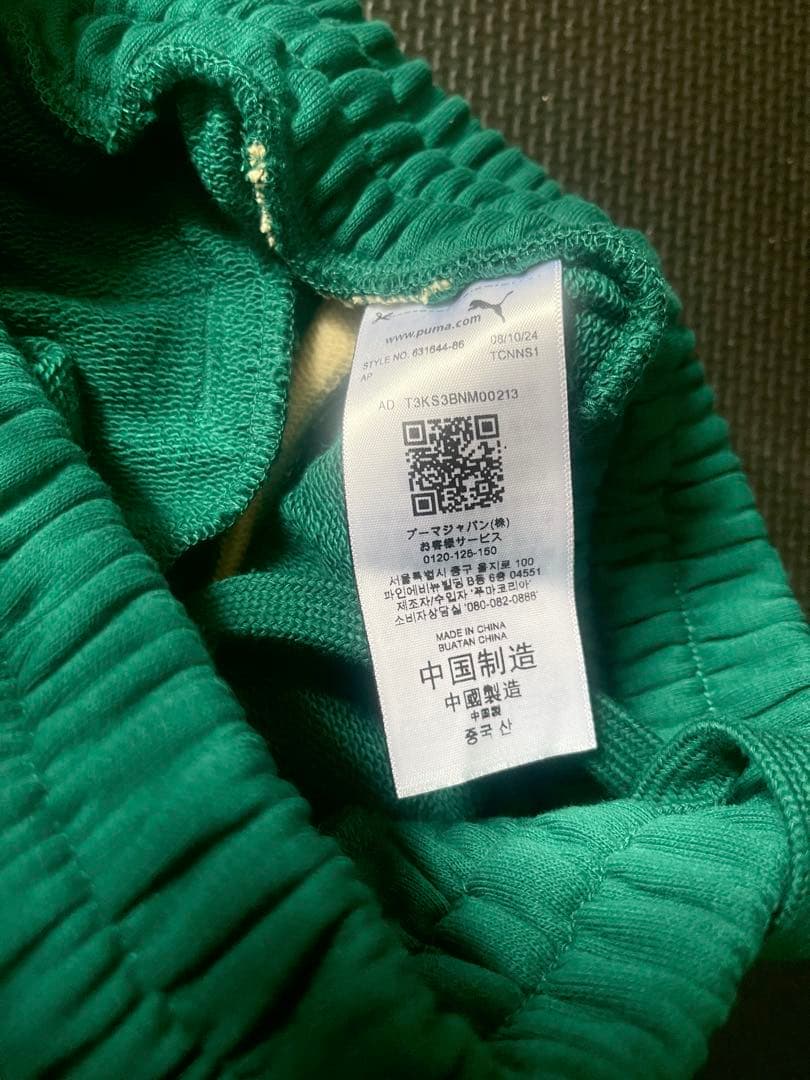 www.puma.com
STYLE NO. 631644-86 08/10/24
AP TCNNS1
AD T3KS3BNM00213
プーマジャパン(株)
お客様サービス
0120-125-150
서울특별시 중구 을지로 100
파인에비뉴빌딩 B동 6층 04551
제조자/수입자 '푸마코리아'
소비자상담실 '080-082-0888'
MADE IN CHINA
BUATAN CHINA
中国制造
中國製造
中国製
중국 산